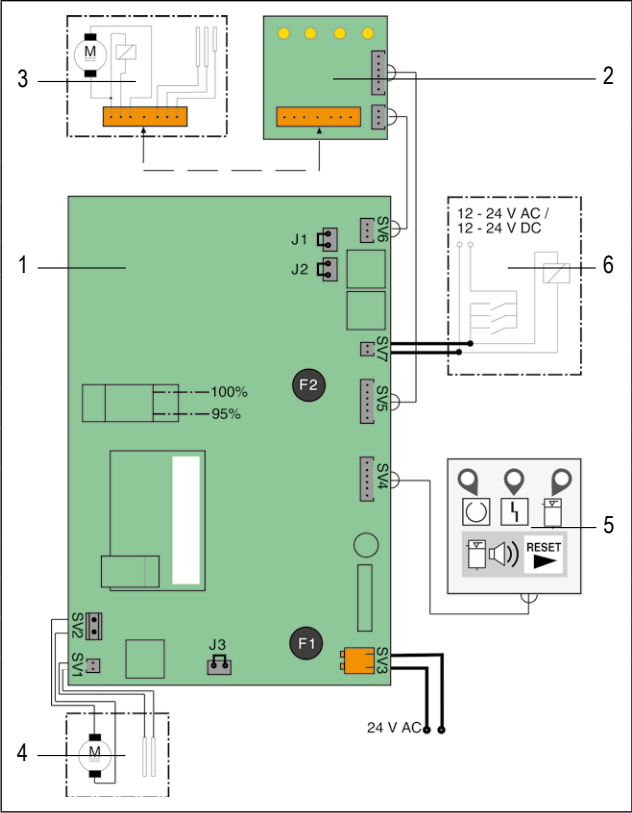 M
3
2
12 - 24 V AC /
12 - 24 V DC
J1
SV6
1
J2
6
SV7
F2
100%
95%
SV5
SV4
5
RESET
SV2
SV1
J3
F1
SV3
24 V AC
4
M